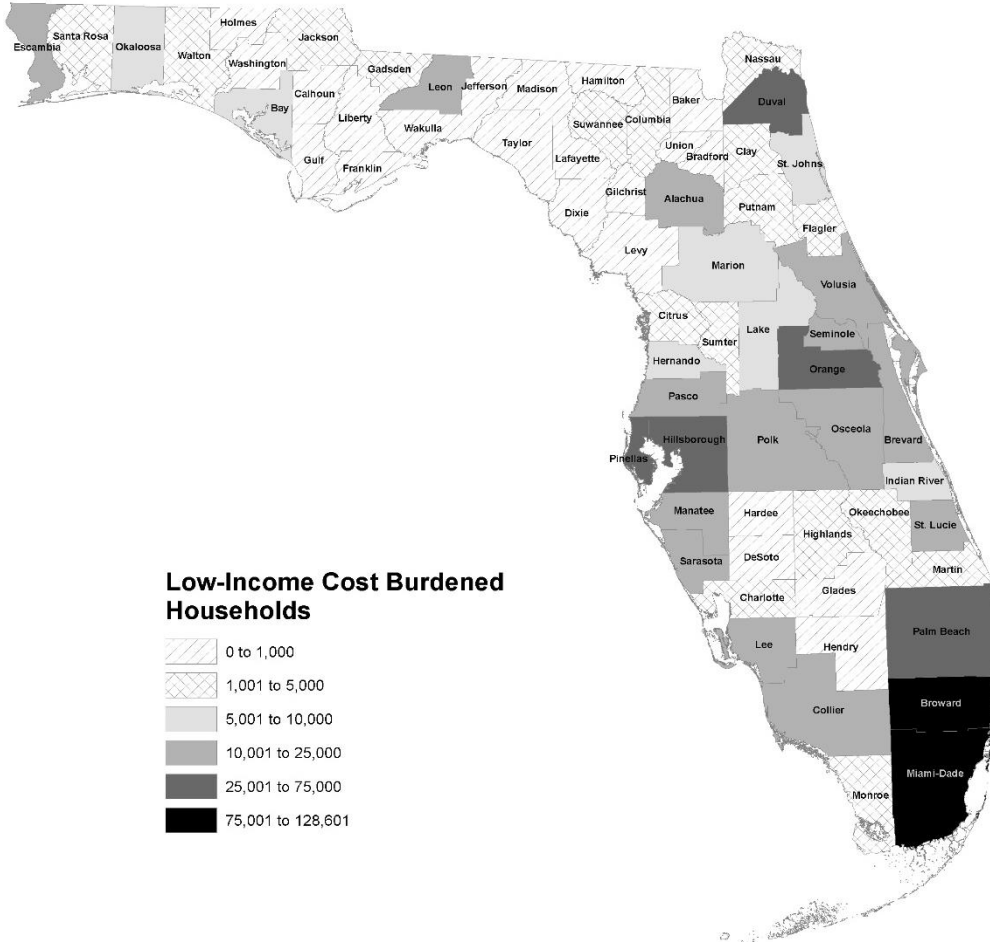 Holmes
Santa Rosa
Jackson
Escambia
Okaloosa
Walton
Washington
Nassau
Gadsden
Hamilton
Calhoun
Leon
Jefferson
Madison
Baker
Duval
Bay
Liberty
Suwannee
Columbia
Wakulla
Taylor
Union
Clay
Bradford
Lafayette
St. Johns
Gulf
Franklin
Gilchrist
Alachua
Putnam
Dixie
Flagler
Levy
Marion
Volusia
Citrus
Lake
Seminole
Sumter
Hernando
Orange
Pasco
Osceola
Hillsborough
Polk
Brevard
Pinellas
Indian River
Manatee
Hardee
Okeechobee
St. Lucie
Highlands
DeSoto
Sarasota
Martin
Charlotte
Glades
Palm Beach
Lee
Hendry
Broward
Collier
Miami-Dade
Monroe
Low-Income Cost Burdened
Households
0 to 1,000
1,001 to 5,000
5,001 to 10,000
10,001 to 25,000
25,001 to 75,000
75,001 to 128,601